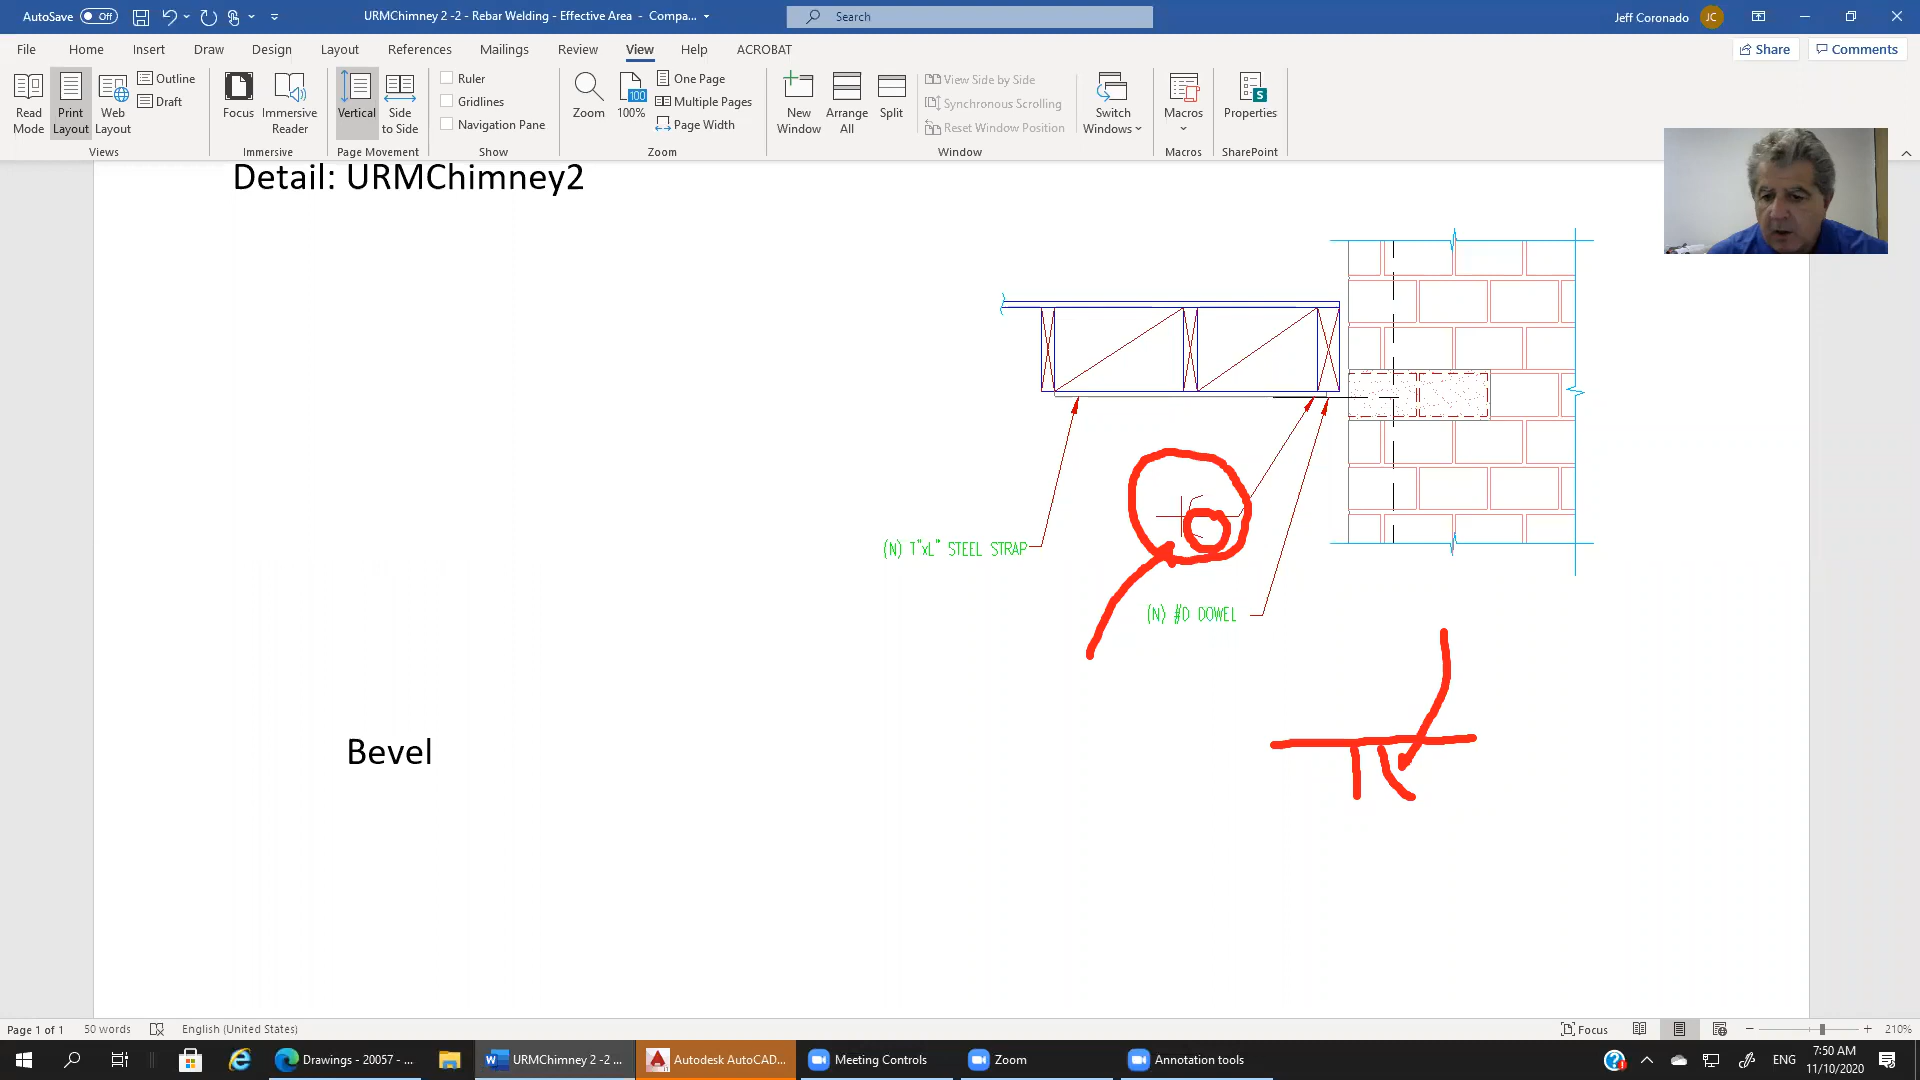 AutoSave Off URMChimney 2 -2 - Rebar Welding - Effective Area - Compa... Search Jeff Coronado JC
File Home Insert Draw Design Layout References Mailings Review View Help ACROBAT Share Comments
Read Mode
Print Layout
Web Layout
Outline
Draft
Views
Focus
Immersive Reader
Immersive
Vertical
Side to Side
Page Movement
Ruler
Gridlines
Navigation Pane
Show
Zoom
100
100%
One Page
Multiple Pages
Page Width
Zoom
New Window
Arrange All
Split
View Side by Side
Synchronous Scrolling
Reset Window Position
Switch Windows
Window
Macros
Macros
Properties
SharePoint
Detail: URMChimney2
(N) T"xL" STEEL STRAP
(N) #D DOWEL
Bevel
Page 1 of 1 50 words English (United States) Focus 210%
Drawings - 20057 - ... URMChimney 2 -2 ... Autodesk AutoCAD... Meeting Controls Zoom Annotation tools ENG 7:50 AM
11/10/2020